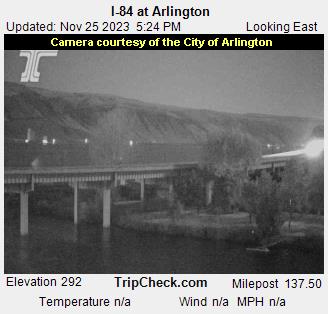 I-84 at Arlington
Updated: Nov 25 2023 5:24 PM Looking East
Camera courtesy of the City of Arlington
Elevation 292 TripCheck.com Milepost 137.50
Temperature n/a Wind n/a MPH n/a